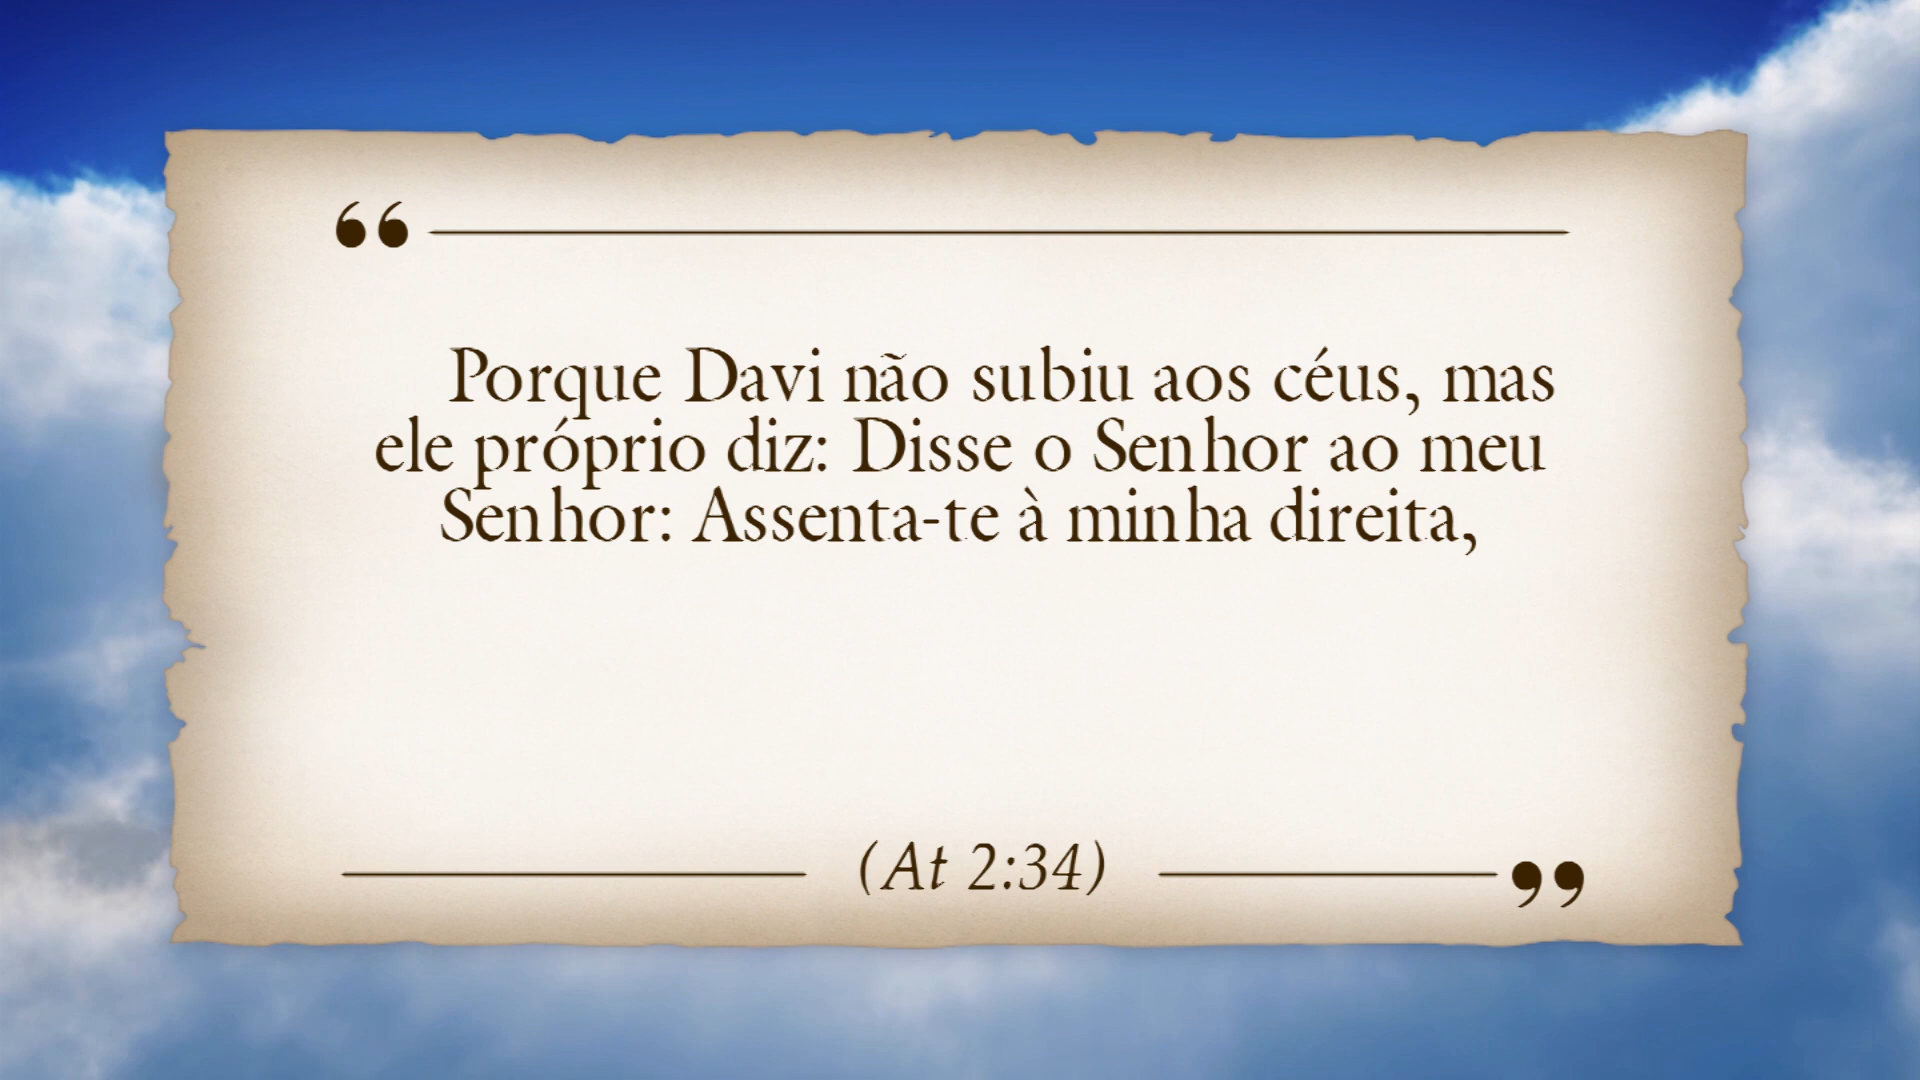 “
Porque Davi não subiu aos céus, mas
ele próprio diz: Disse o Senhor ao meu
Senhor: Assenta-te à minha direita,
(At 2:34)
”